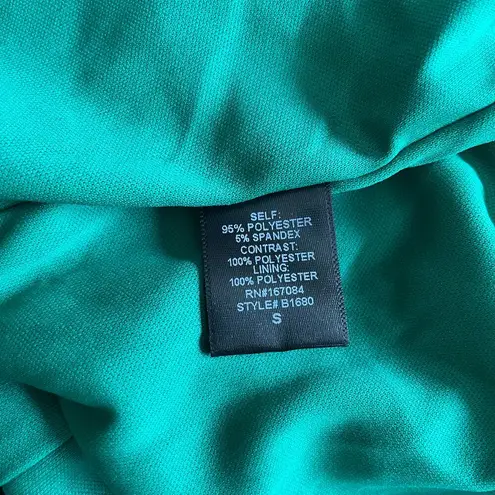 SELF:
95% POLYESTER
5% SPANDEX
CONTRAST:
100% POLYESTER
LINING:
100% POLYESTER
RN#167084
STYLE# B1680
S